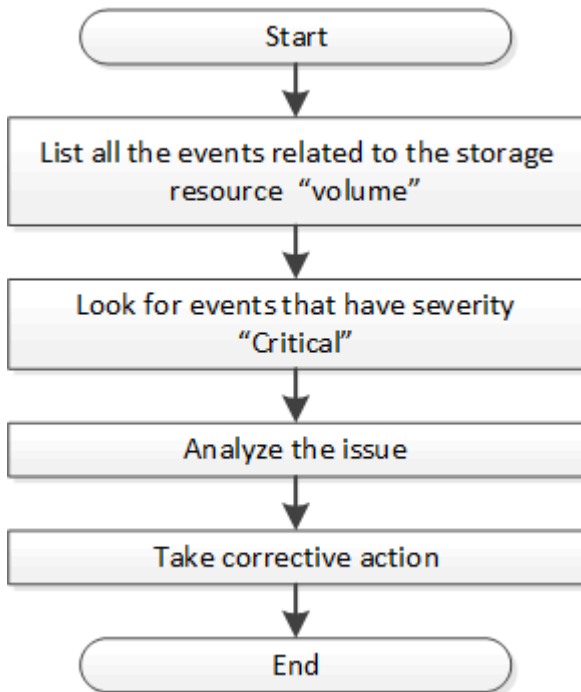 Start
List all the events related to the storage
resource “volume”
Look for events that have severity
“Critical”
Analyze the issue
Take corrective action
End